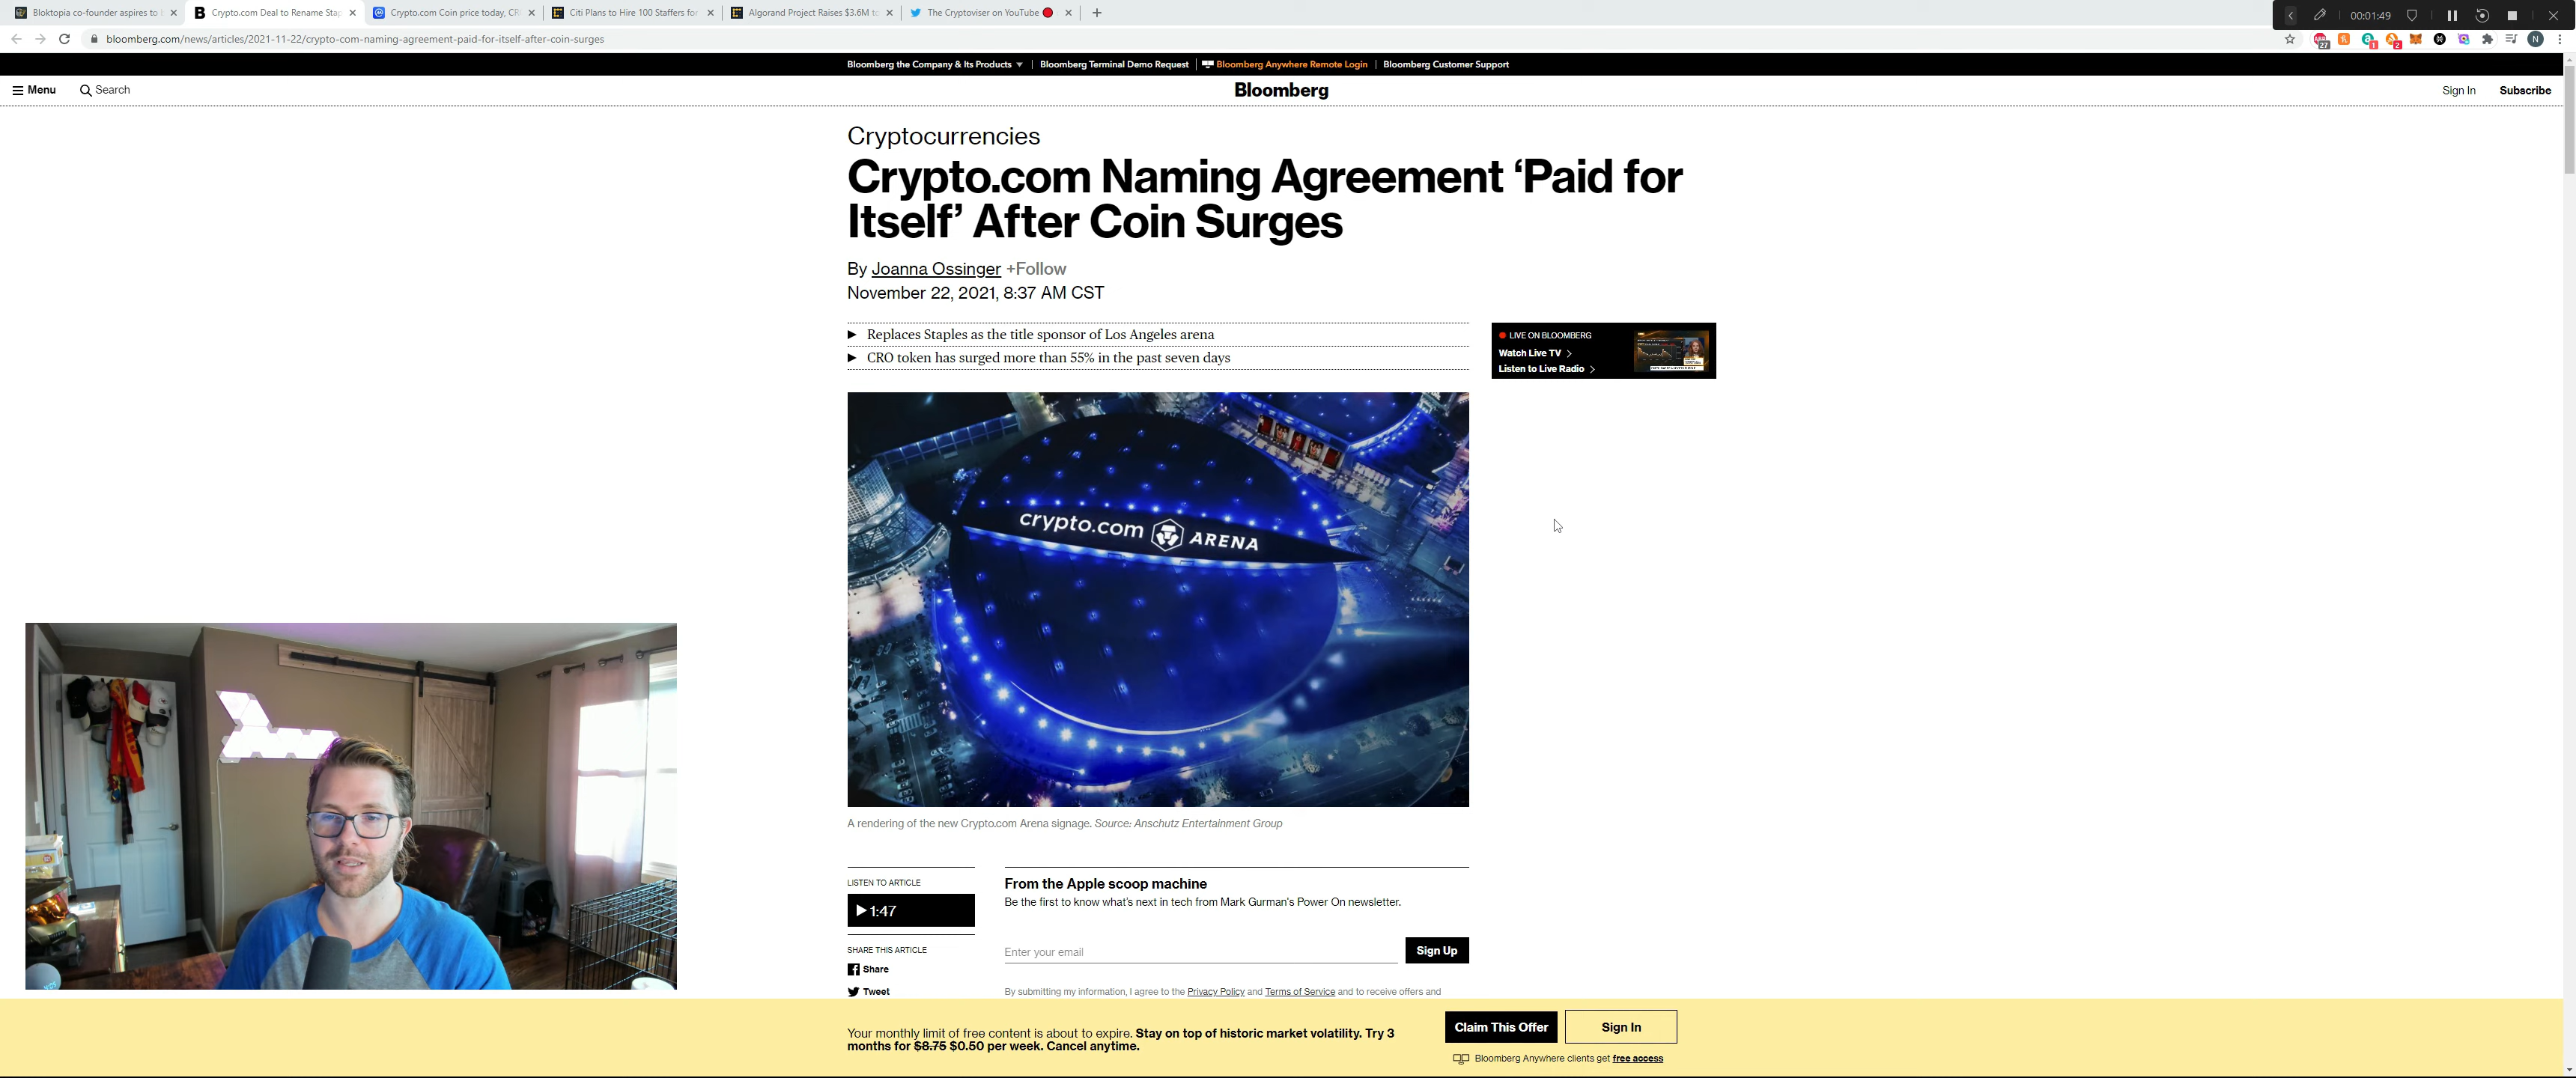 Bloktopia co-founder aspires to
Crypto.com Deal to Rename Stap
Crypto.com Coin price today, CR
Citi Plans to Hire 100 Staffers for
Algorand Project Raises $3.6M to
The Cryptoviser on YouTube
00:01:49
bloomberg.com/news/articles/2021-11-22/crypto-com-naming-agreement-paid-for-itself-after-coin-surges
27
1
2
N
Bloomberg the Company & Its Products
Bloomberg Terminal Demo Request
Bloomberg Anywhere Remote Login
Bloomberg Customer Support
Menu
Search
Bloomberg
Sign In
Subscribe
Cryptocurrencies
Crypto.com Naming Agreement ‘Paid for
Itself’ After Coin Surges
By Joanna Ossinger +Follow
November 22, 2021, 8:37 AM CST
Replaces Staples as the title sponsor of Los Angeles arena
CRO token has surged more than 55% in the past seven days
LIVE ON BLOOMBERG
Watch Live TV
Listen to Live Radio
crypto.com ARENA
A rendering of the new Crypto.com Arena signage. Source: Anschutz Entertainment Group
LISTEN TO ARTICLE
1:47
SHARE THIS ARTICLE
Share
Tweet
From the Apple scoop machine
Be the first to know what's next in tech from Mark Gurman's Power On newsletter.
Enter your email
Sign Up
By submitting my information, I agree to the Privacy Policy and Terms of Service and to receive offers and
Your monthly limit of free content is about to expire. Stay on top of historic market volatility. Try 3
months for $8.75 $0.50 per week. Cancel anytime.
Claim This Offer
Sign In
Bloomberg Anywhere clients get free access